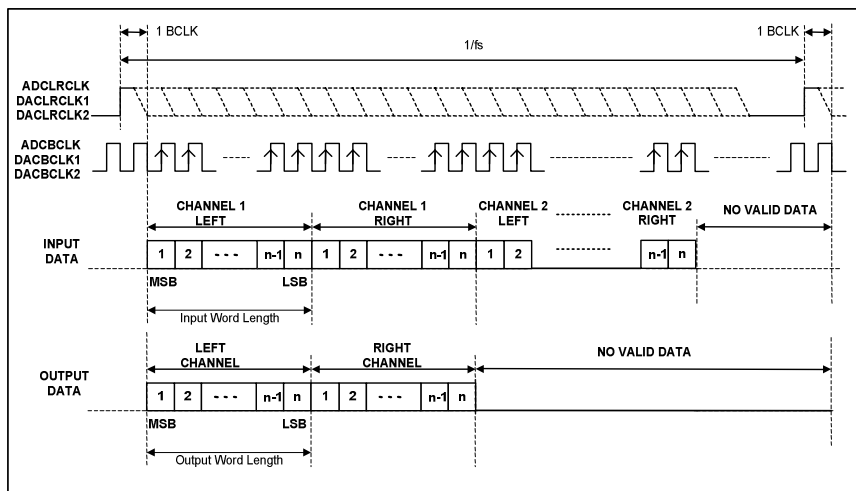 1 BCLK 1/fs 1 BCLK
ADCLRCLK
DACLRCLK1
DACLRCLK2
ADCBCLK
DACBCLK1
DACBCLK2
CHANNEL 1 LEFT
CHANNEL 1 RIGHT
CHANNEL 2 LEFT
CHANNEL 2 RIGHT
NO VALID DATA
INPUT DATA
1 2 n-1 n 1 2 n-1 n 1 2 n-1 n
MSB LSB
Input Word Length
LEFT CHANNEL
RIGHT CHANNEL
NO VALID DATA
OUTPUT DATA
1 2 n-1 n 1 2 n-1 n
MSB LSB
Output Word Length